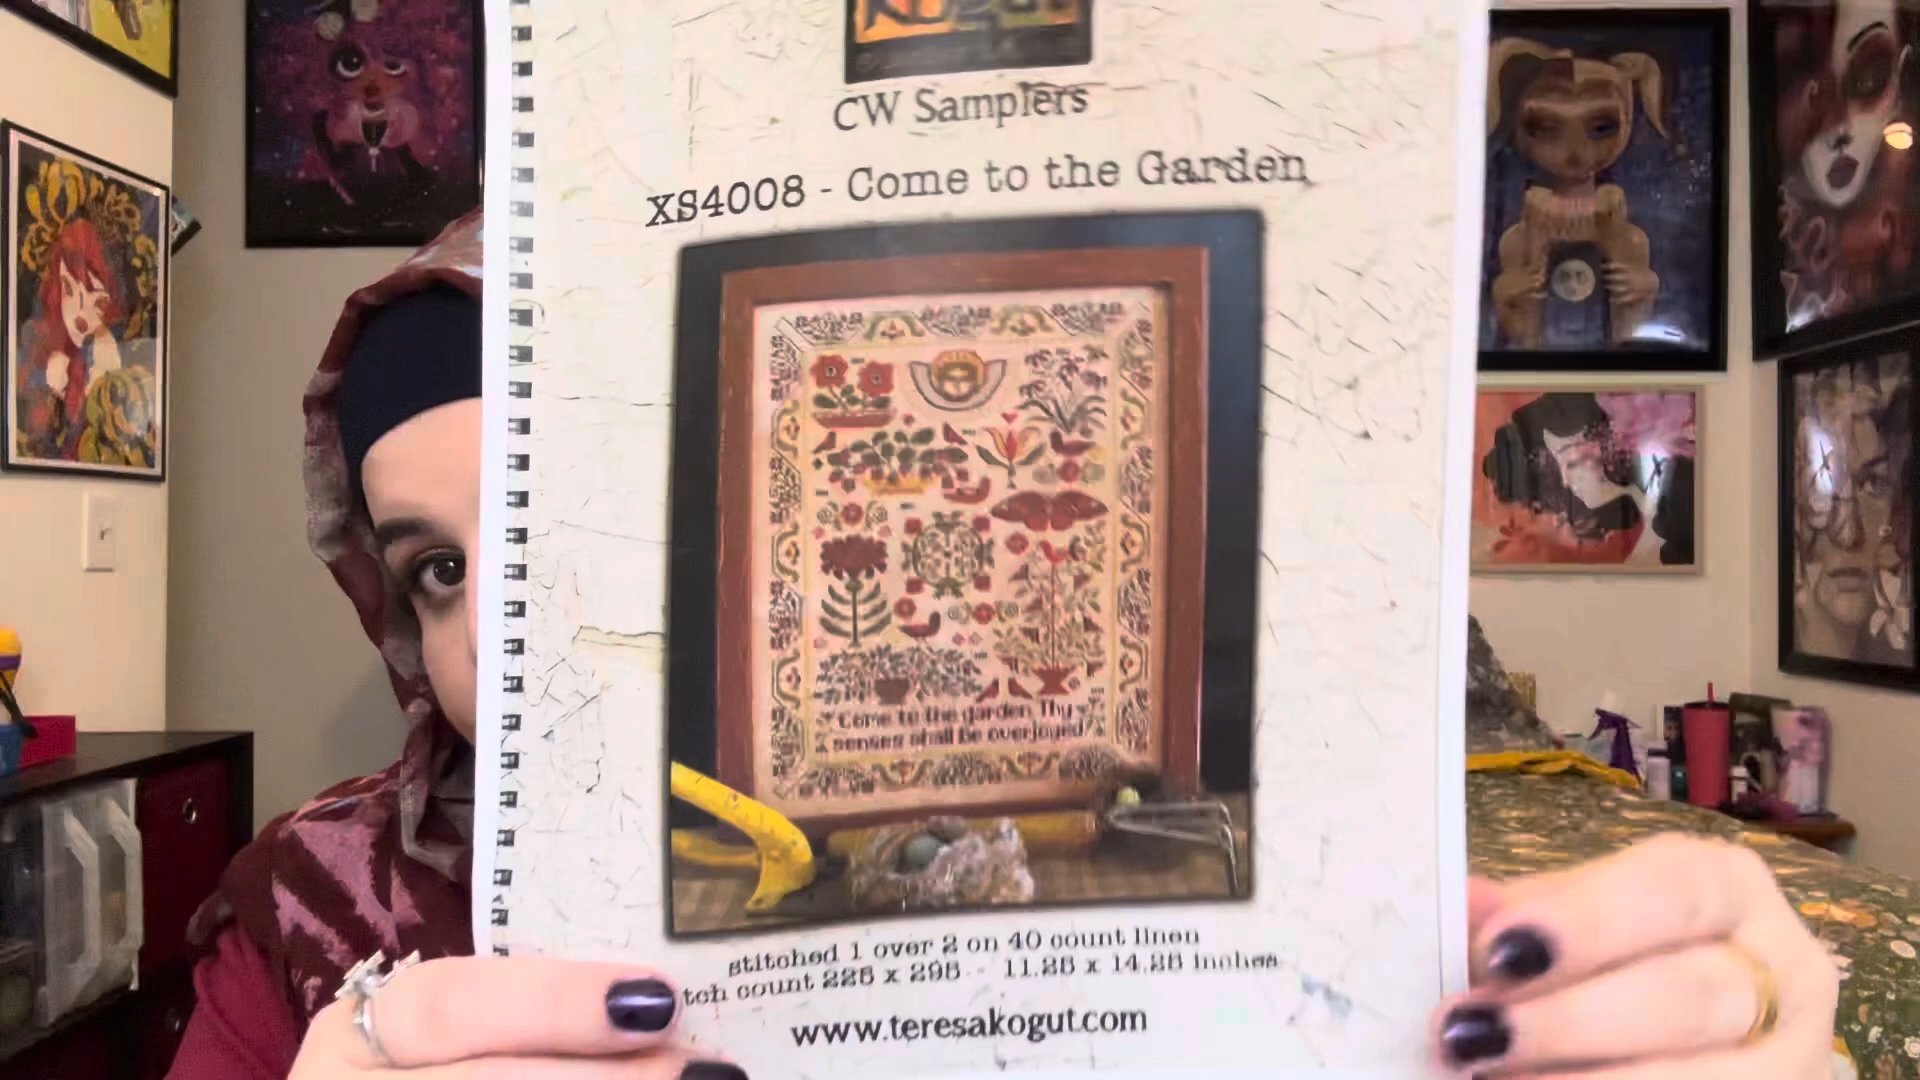 CW Samplers
XS4008 - Come to the Garden
Come to the garden Thy
senses shall be overjoyed
stitched 1 over 2 on 40 count linen
tch count 225 x 295 - 11.25 x 14.25 inches
www.teresakogut.com